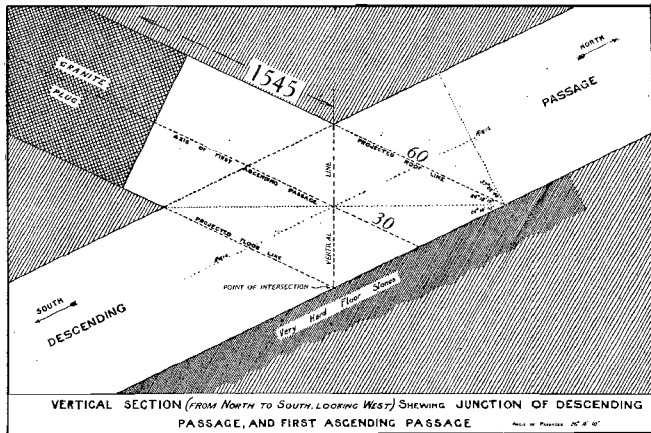 1545
GRANITE
PLUG
AXIS OF FIRST ASCENDING PASSAGE
LINE
VERTICAL
PROJECTED ROOF LINE
60
30
PROJECTED FLOOR LINE
Axis
Axis
NORTH
PASSAGE
SOUTH
DESCENDING
POINT OF INTERSECTION
Very Hard Floor Stones
VERTICAL SECTION (FROM NORTH TO SOUTH, LOOKING WEST) SHEWING JUNCTION OF DESCENDING
PASSAGE, AND FIRST ASCENDING PASSAGE